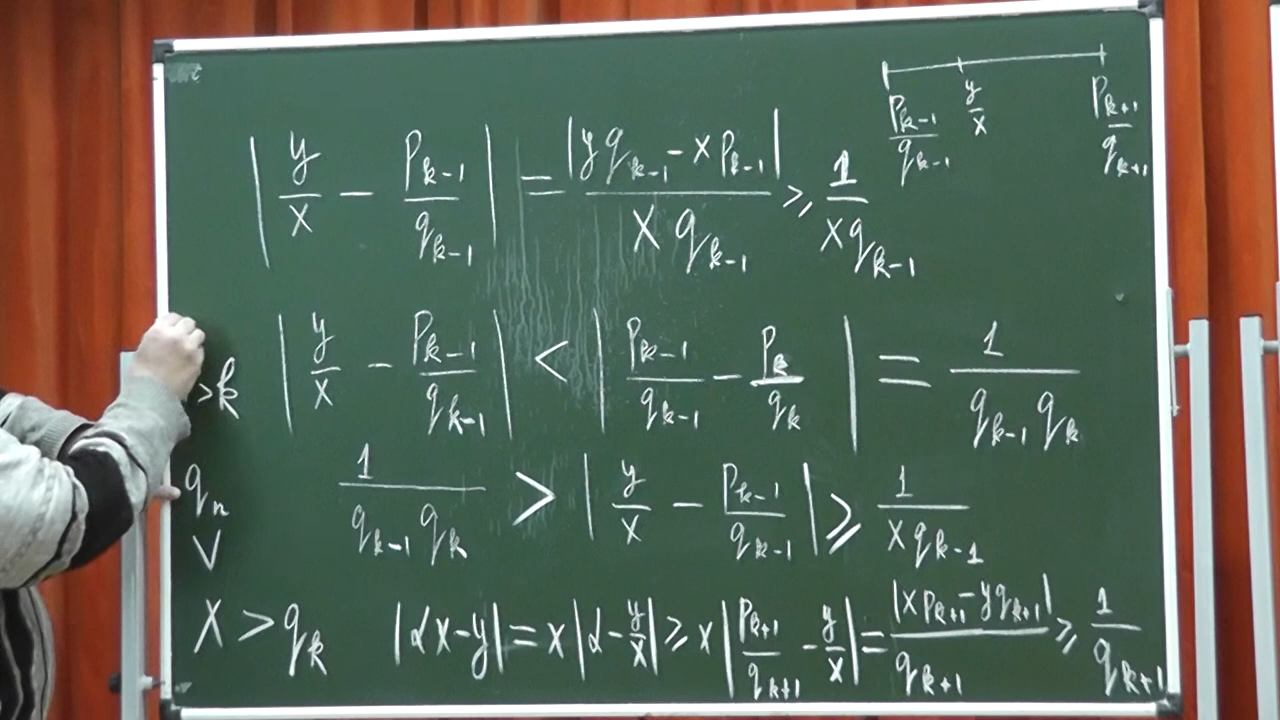 p_{k-1}/q_{k-1} y/x p_{k+1}/q_{k+1}
| y/x - p_{k-1}/q_{k-1} | = |y q_{k-1} - x p_{k-1}| / x q_{k-1} ⩾ 1 / x q_{k-1}
>k | y/x - p_{k-1}/q_{k-1} | < | p_{k-1}/q_{k-1} - p_k/q_k | = 1 / q_{k-1} q_k
q_n 1 / q_{k-1} q_k > | y/x - p_{k-1}/q_{k-1} | ⩾ 1 / x q_{k-1}
∨
x > q_k |αx-y| = x |α - y/x| ⩾ x | p_{k+1}/q_{k+1} - y/x | = |x p_{k+1} - y q_{k+1}| / q_{k+1} ⩾ 1 / q_{k+1}